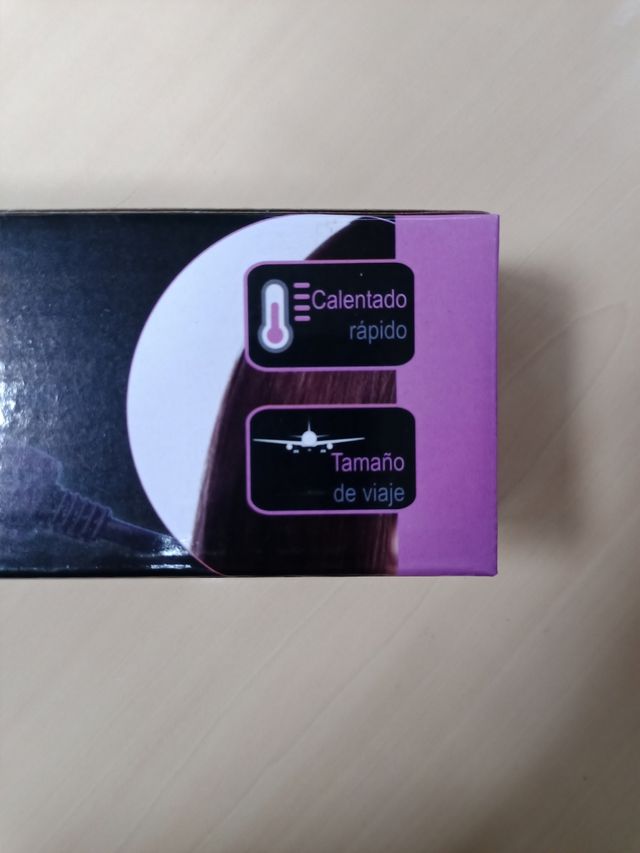 Calentado
rápido
Tamaño
de viaje